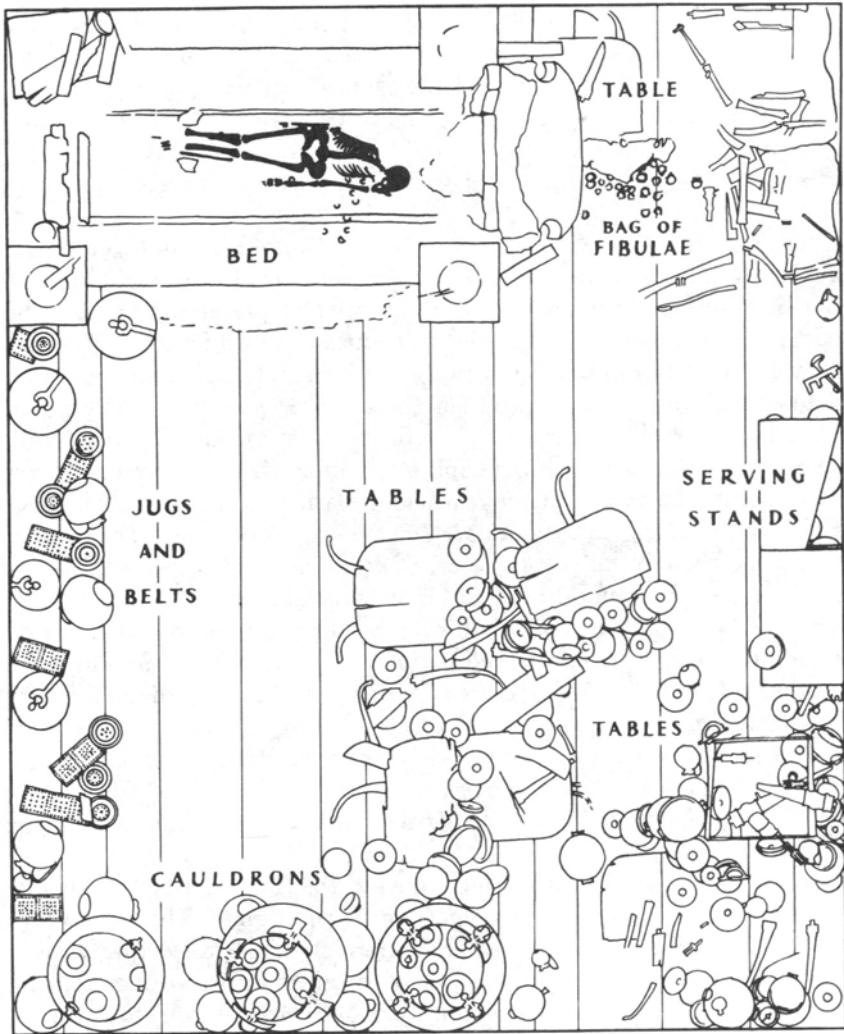 TABLE
BAG OF
FIBULAE
BED
SERVING
STANDS
TABLES
JUGS
AND
BELTS
TABLES
CAULDRONS